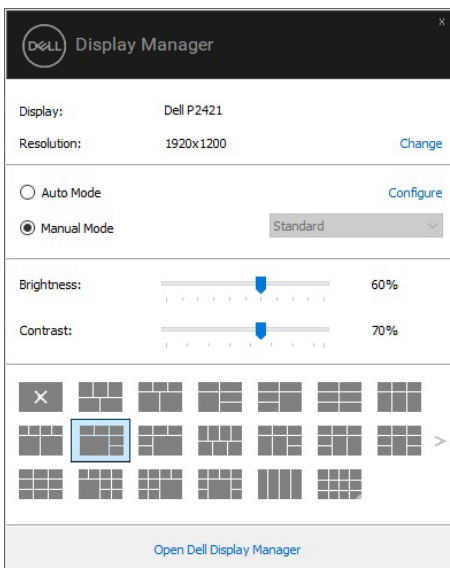 x
DELL Display Manager
Display: Dell P2421
Resolution: 1920x1200 Change
Auto Mode Configure
Manual Mode Standard
Brightness: 60%
Contrast: 70%
Open Dell Display Manager